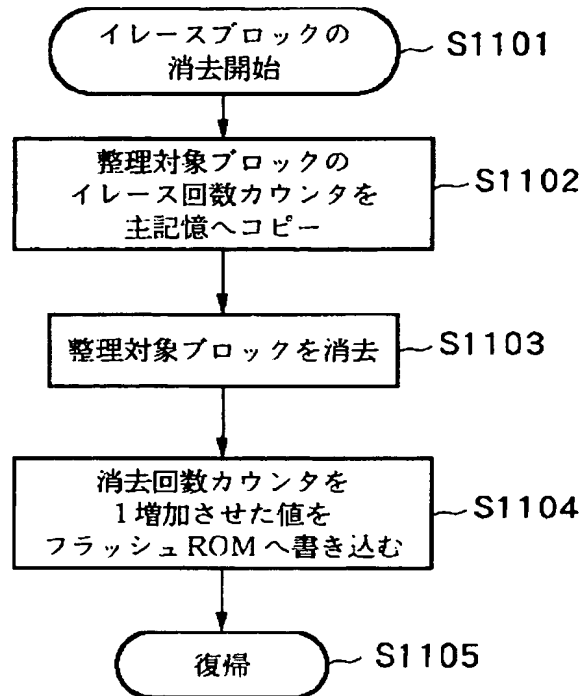 イレースブロックの
消去開始
S1101
整理対象ブロックの
イレース回数カウンタを
主記憶へコピー
S1102
整理対象ブロックを消去
S1103
消去回数カウンタを
1増加させた値を
フラッシュROMへ書き込む
S1104
復帰
S1105